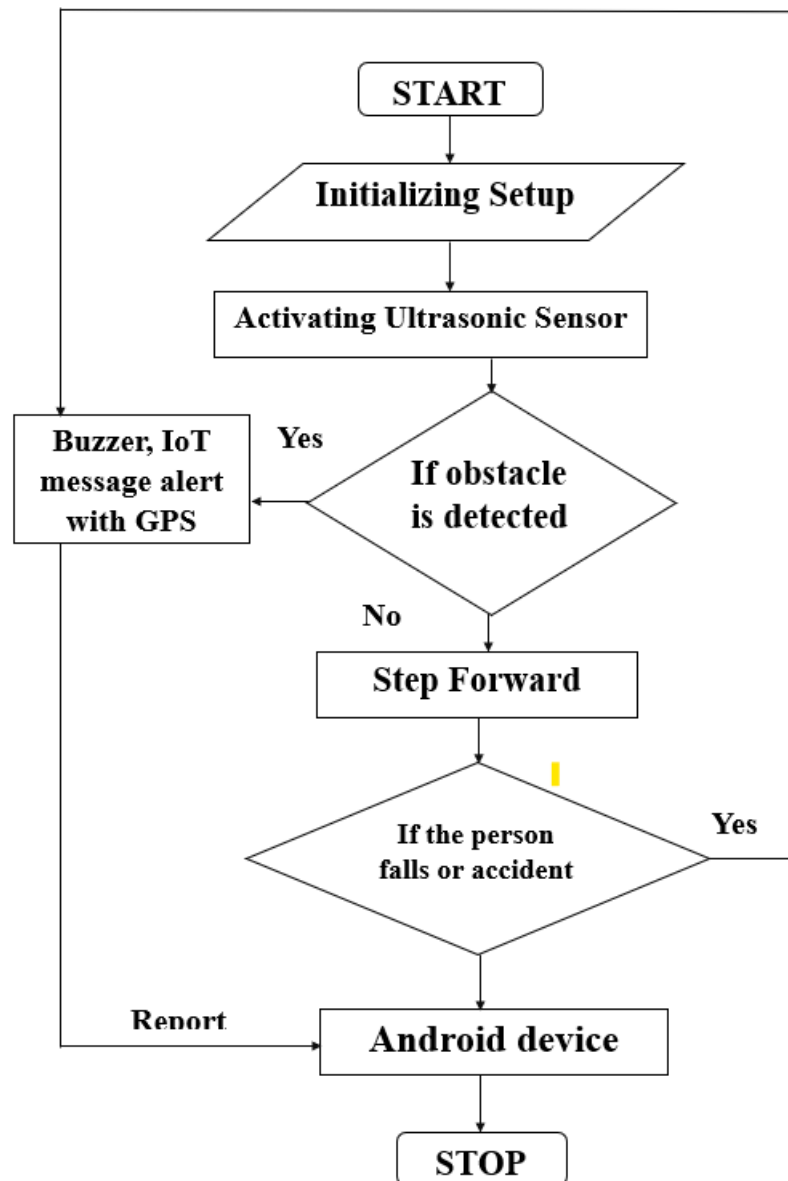 START
Initializing Setup
Activating Ultrasonic Sensor
Buzzer, IoT
message alert
with GPS
Yes
If obstacle
is detected
No
Step Forward
If the person
falls or accident
Yes
Report
Android device
STOP